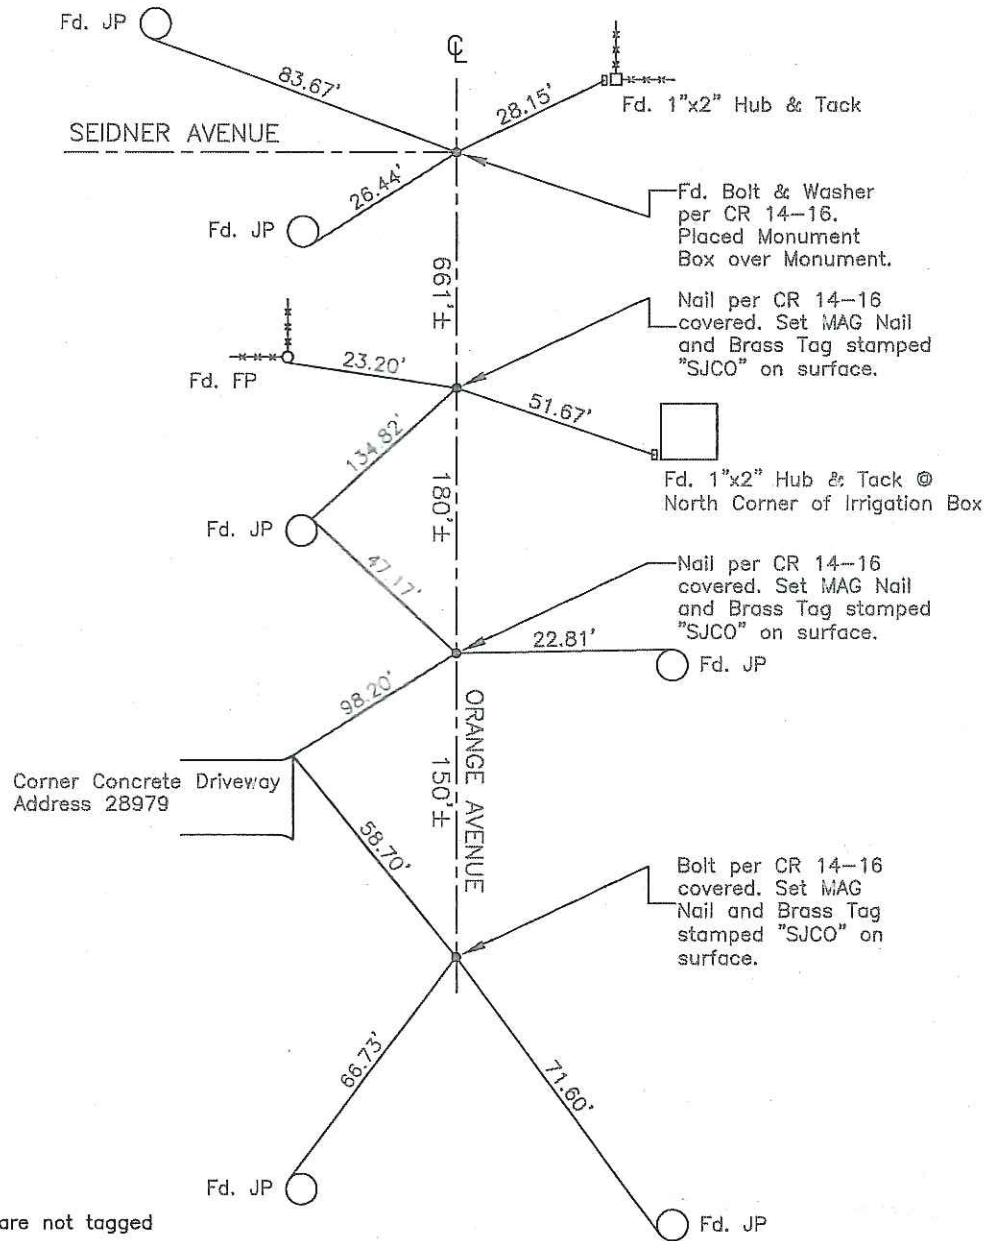 Fd. JP
℄
83.67'
28.15'
Fd. 1"x2" Hub & Tack
SEIDNER AVENUE
26.44'
Fd. JP
Fd. Bolt & Washer
per CR 14-16.
Placed Monument
Box over Monument.
661'±
Nail per CR 14-16
covered. Set MAG Nail
and Brass Tag stamped
"SJCO" on surface.
23.20'
Fd. FP
51.67'
134.82'
Fd. 1"x2" Hub & Tack @
North Corner of Irrigation Box
180'±
Fd. JP
47.17'
Nail per CR 14-16
covered. Set MAG Nail
and Brass Tag stamped
"SJCO" on surface.
22.81'
Fd. JP
98.20'
ORANGE AVENUE
150'±
Corner Concrete Driveway
Address 28979
58.70'
Bolt per CR 14-16
covered. Set MAG
Nail and Brass Tag
stamped "SJCO" on
surface.
66.73'
71.60'
Fd. JP
Fd. JP
are not tagged